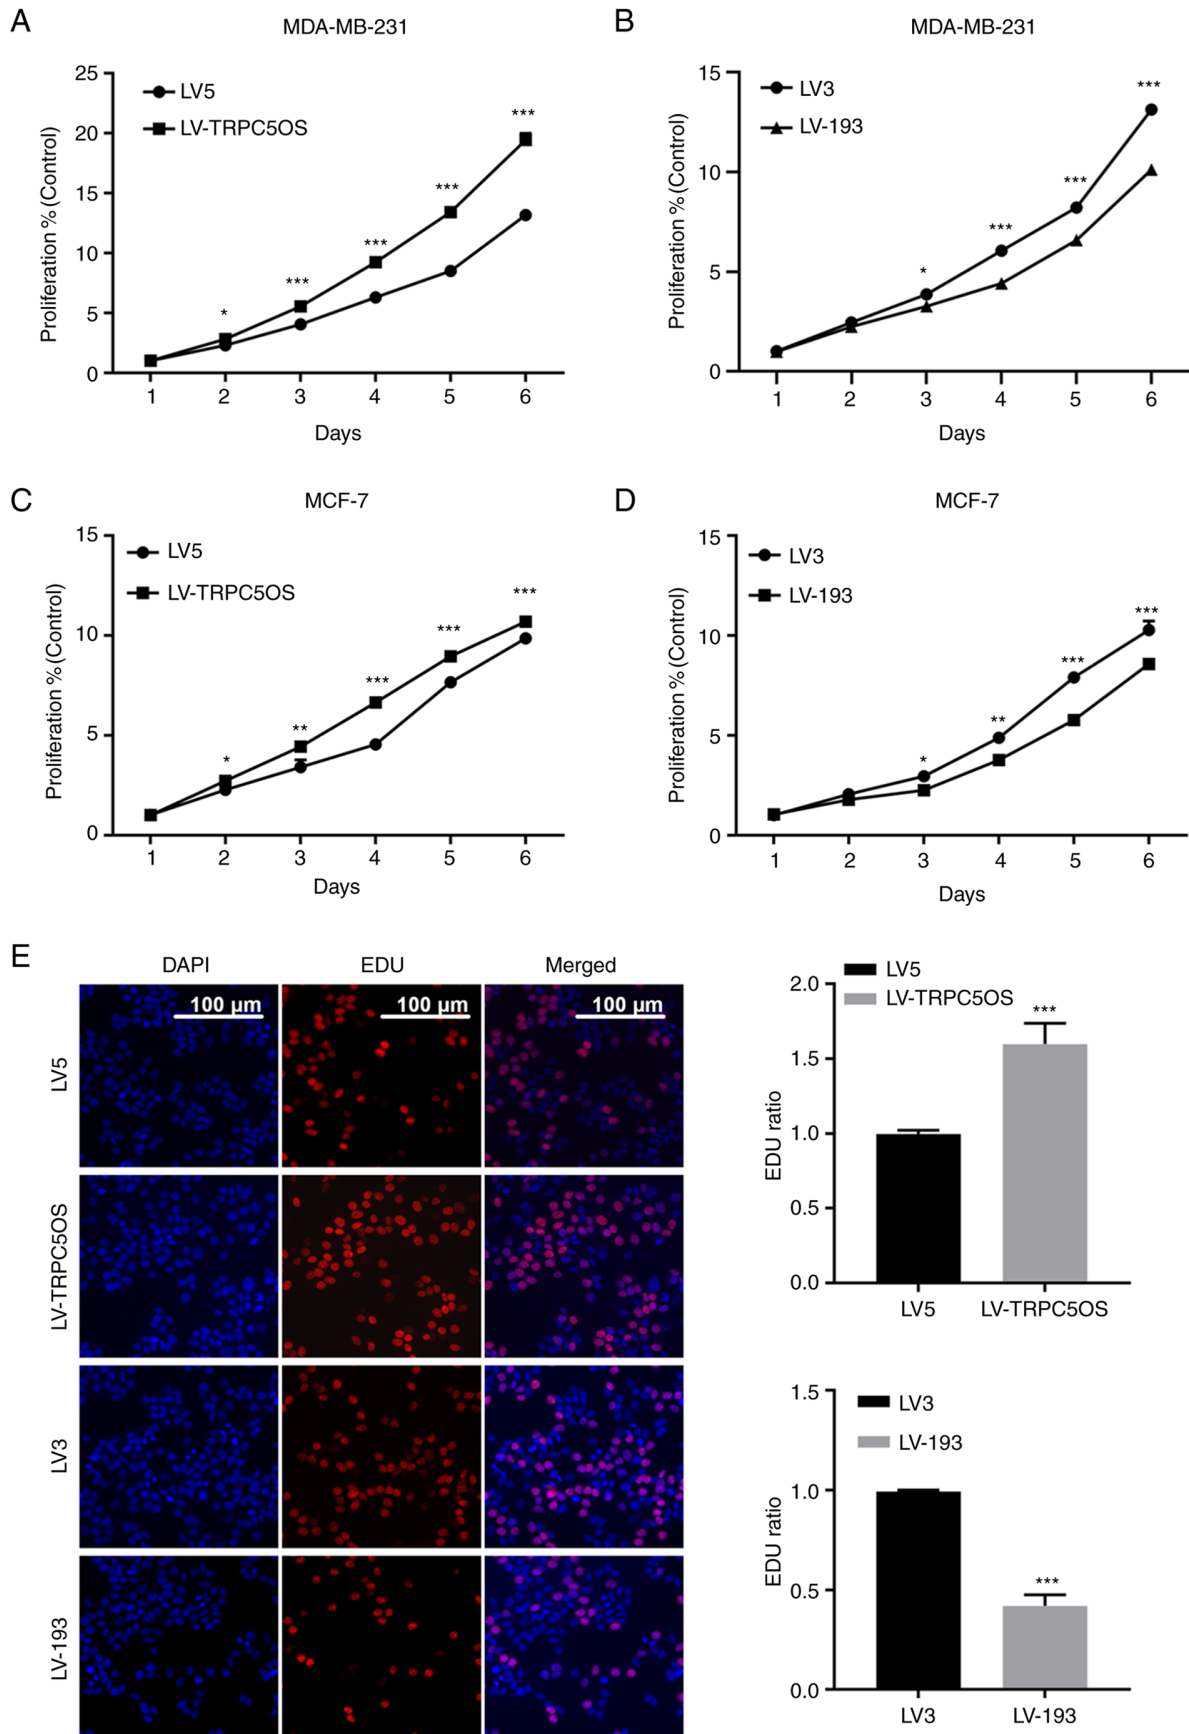 A
MDA-MB-231
25
20
15
10
5
0
Proliferation % (Control)
LV5
LV-TRPC5OS
*
***
***
***
***
1 2 3 4 5 6
Days
B
MDA-MB-231
15
10
5
0
Proliferation % (Control)
LV3
LV-193
*
***
***
***
1 2 3 4 5 6
Days
C
MCF-7
15
10
5
0
Proliferation % (Control)
LV5
LV-TRPC5OS
*
**
***
***
***
1 2 3 4 5 6
Days
D
MCF-7
15
10
5
0
Proliferation % (Control)
LV3
LV-193
*
**
***
***
1 2 3 4 5 6
Days
E
DAPI EDU Merged
100 µm 100 µm 100 µm
LV5
LV-TRPC5OS
LV3
LV-193
LV5
LV-TRPC5OS
2.0
1.5
1.0
0.5
0.0
EDU ratio
***
LV5 LV-TRPC5OS
LV3
LV-193
1.5
1.0
0.5
0.0
EDU ratio
***
LV3 LV-193